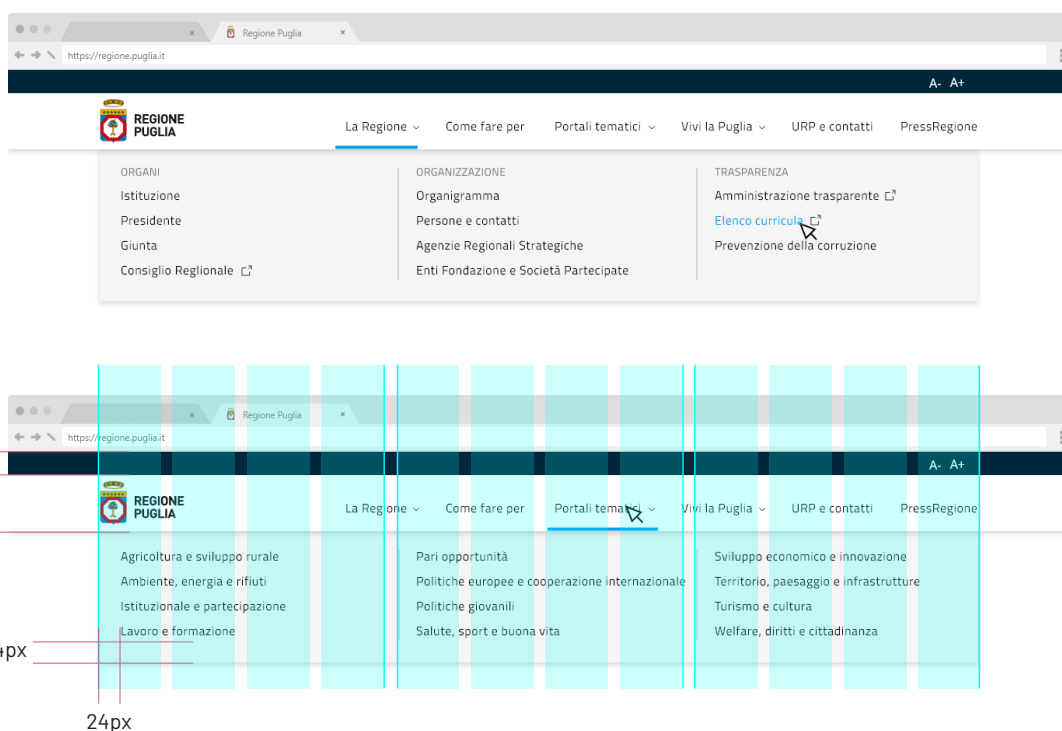 Regione Puglia
https://regione.puglia.it
A- A+
REGIONE
PUGLIA
La Regione Come fare per Portali tematici Vivi la Puglia URP e contatti PressRegione
ORGANI ORGANIZZAZIONE TRASPARENZA
Istituzione Organigramma Amministrazione trasparente
Presidente Persone e contatti Elenco curricula
Giunta Agenzie Regionali Strategiche Prevenzione della corruzione
Consiglio Reglionale Enti Fondazione e Società Partecipate
Regione Puglia
https://regione.puglia.it
A- A+
REGIONE
PUGLIA
La Regione Come fare per Portali tematici Vivi la Puglia URP e contatti PressRegione
Agricoltura e sviluppo rurale Pari opportunità Sviluppo economico e innovazione
Ambiente, energia e rifiuti Politiche europee e cooperazione internazionale Territorio, paesaggio e infrastrutture
Istituzionale e partecipazione Politiche giovanili Turismo e cultura
Lavoro e formazione Salute, sport e buona vita Welfare, diritti e cittadinanza
24px